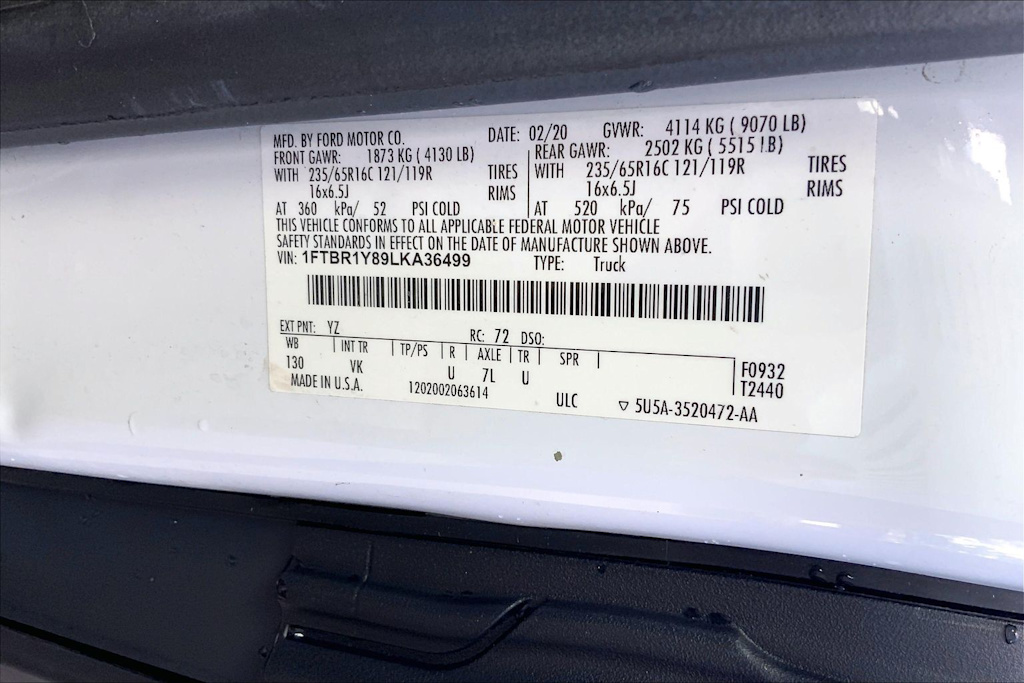 MFD. BY FORD MOTOR CO. DATE: 02/20 GVWR: 4114 KG ( 9070 LB)
FRONT GAWR: 1873 KG ( 4130 LB) REAR GAWR: 2502 KG ( 5515 LB)
WITH 235/65R16C 121/119R TIRES WITH 235/65R16C 121/119R TIRES
16x6.5J RIMS 16x6.5J RIMS
AT 360 kPa/ 52 PSI COLD AT 520 kPa/ 75 PSI COLD
THIS VEHICLE CONFORMS TO ALL APPLICABLE FEDERAL MOTOR VEHICLE
SAFETY STANDARDS IN EFFECT ON THE DATE OF MANUFACTURE SHOWN ABOVE.
VIN: 1FTBR1Y89LKA36499 TYPE: Truck
EXT PNT: YZ RC: 72 DSO:
WB INT TR TP/PS R AXLE TR SPR
130 VK U 7L U F0932
MADE IN U.S.A. 1202002063614 T2440
ULC ▽ 5U5A-3520472-AA